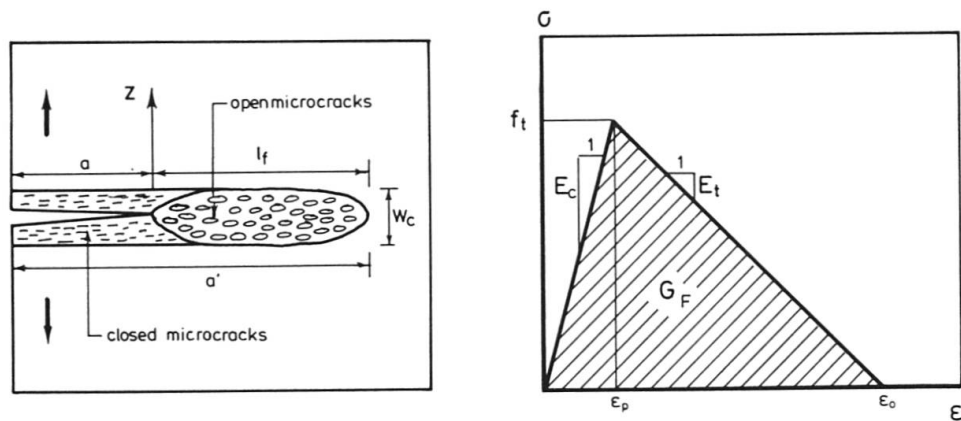 Z
open microcracks
a
l_f
W_c
a'
closed microcracks
σ
f_t
1
E_c
1
E_t
G_F
ε_p
ε_o
ε